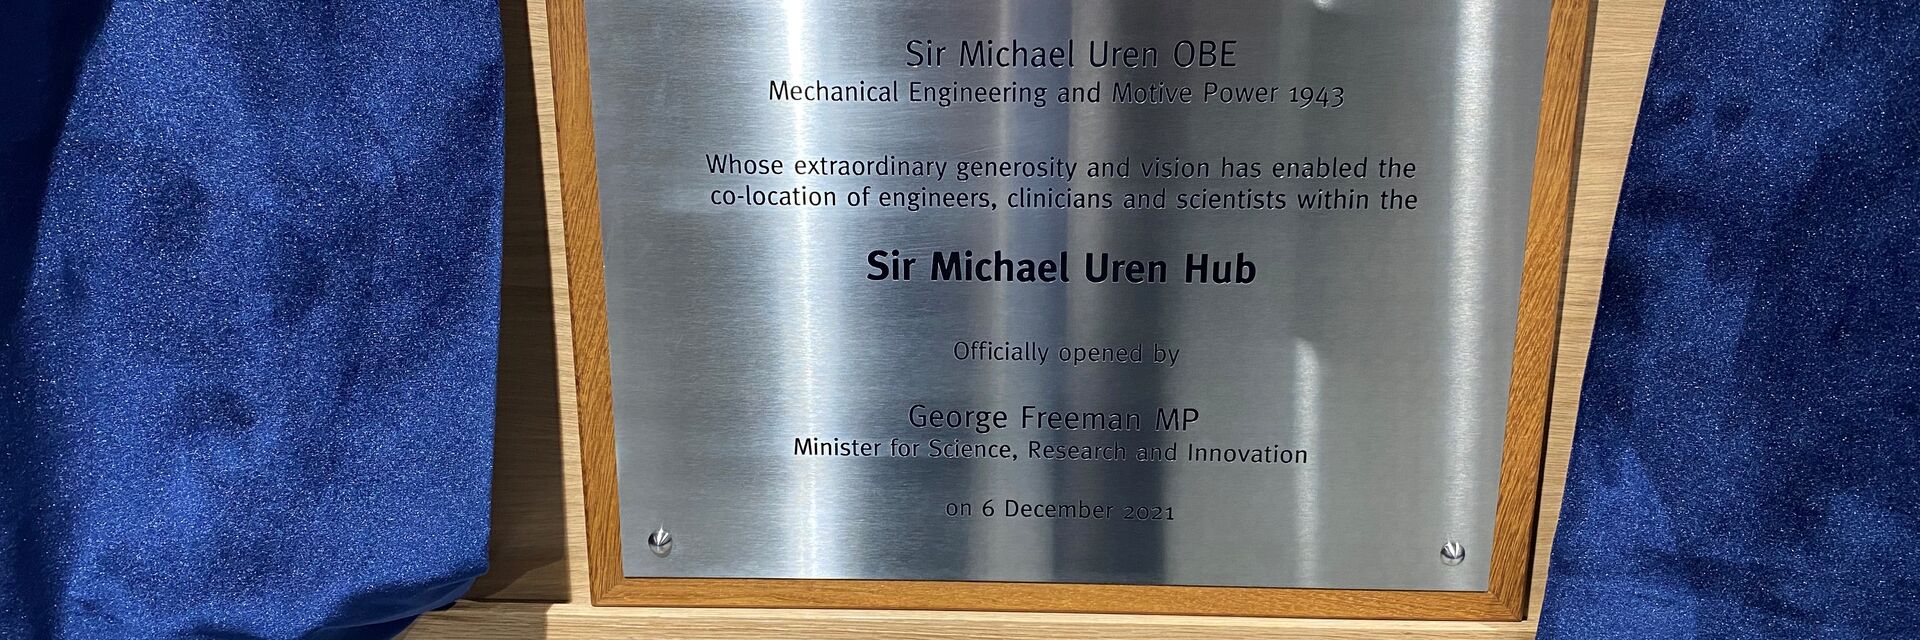 Sir Michael Uren OBE
Mechanical Engineering and Motive Power 1943
Whose extraordinary generosity and vision has enabled the
co-location of engineers, clinicians and scientists within the
Sir Michael Uren Hub
Officially opened by
George Freeman MP
Minister for Science, Research and Innovation
on 6 December 2021